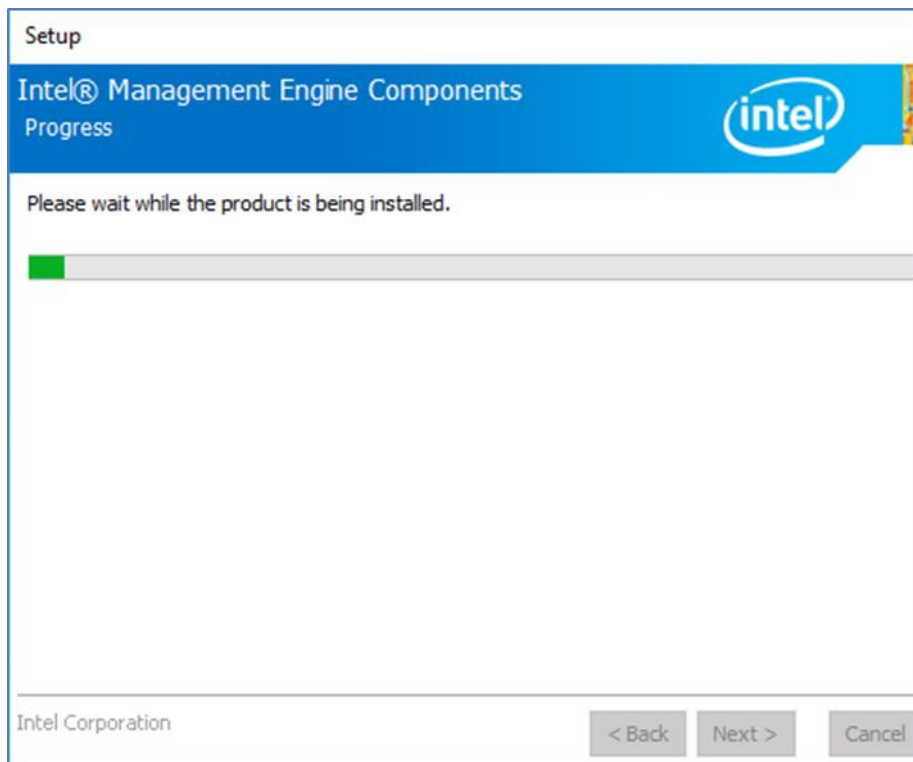 Setup
Intel® Management Engine Components
Progress
intel
Please wait while the product is being installed.
Intel Corporation
< Back Next > Cancel